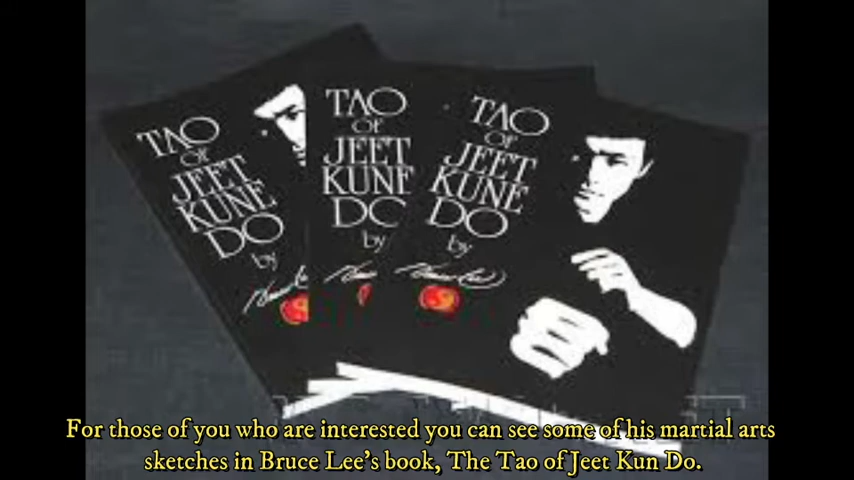 TAO
OF
JEET
KUNE
DO
by
TAO
OF
JEET
KUNE
DO
by
TAO
OF
JEET
KUNE
DO
by
Bruce Lee
For those of you who are interested you can see some of his martial arts
sketches in Bruce Lee's book, The Tao of Jeet Kun Do.